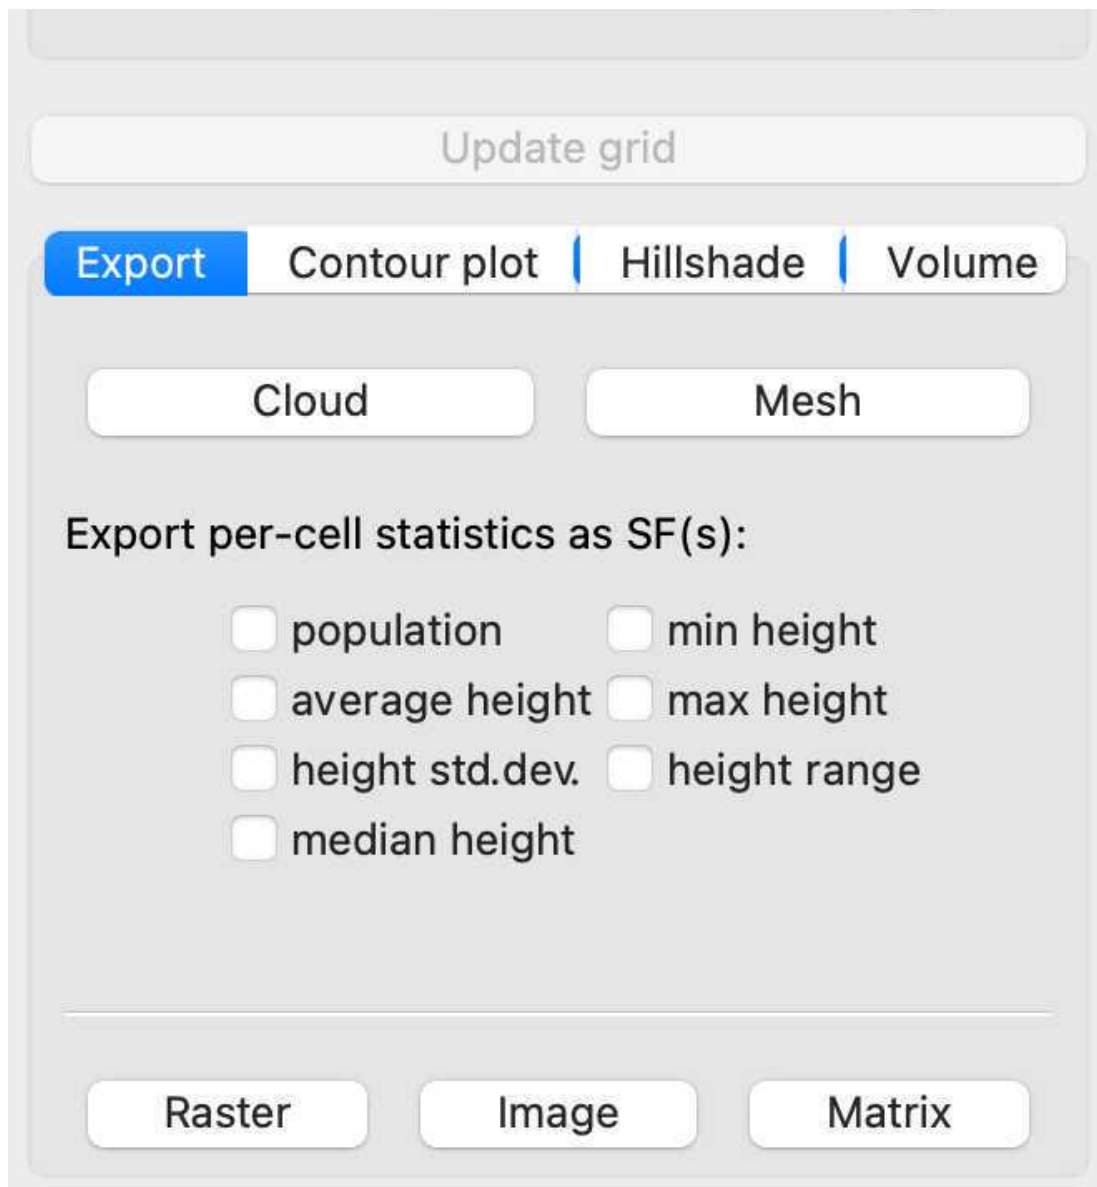 Update grid
Export Contour plot Hillshade Volume
Cloud Mesh
Export per-cell statistics as SF(s):
population min height
average height max height
height std.dev. height range
median height
Raster Image Matrix